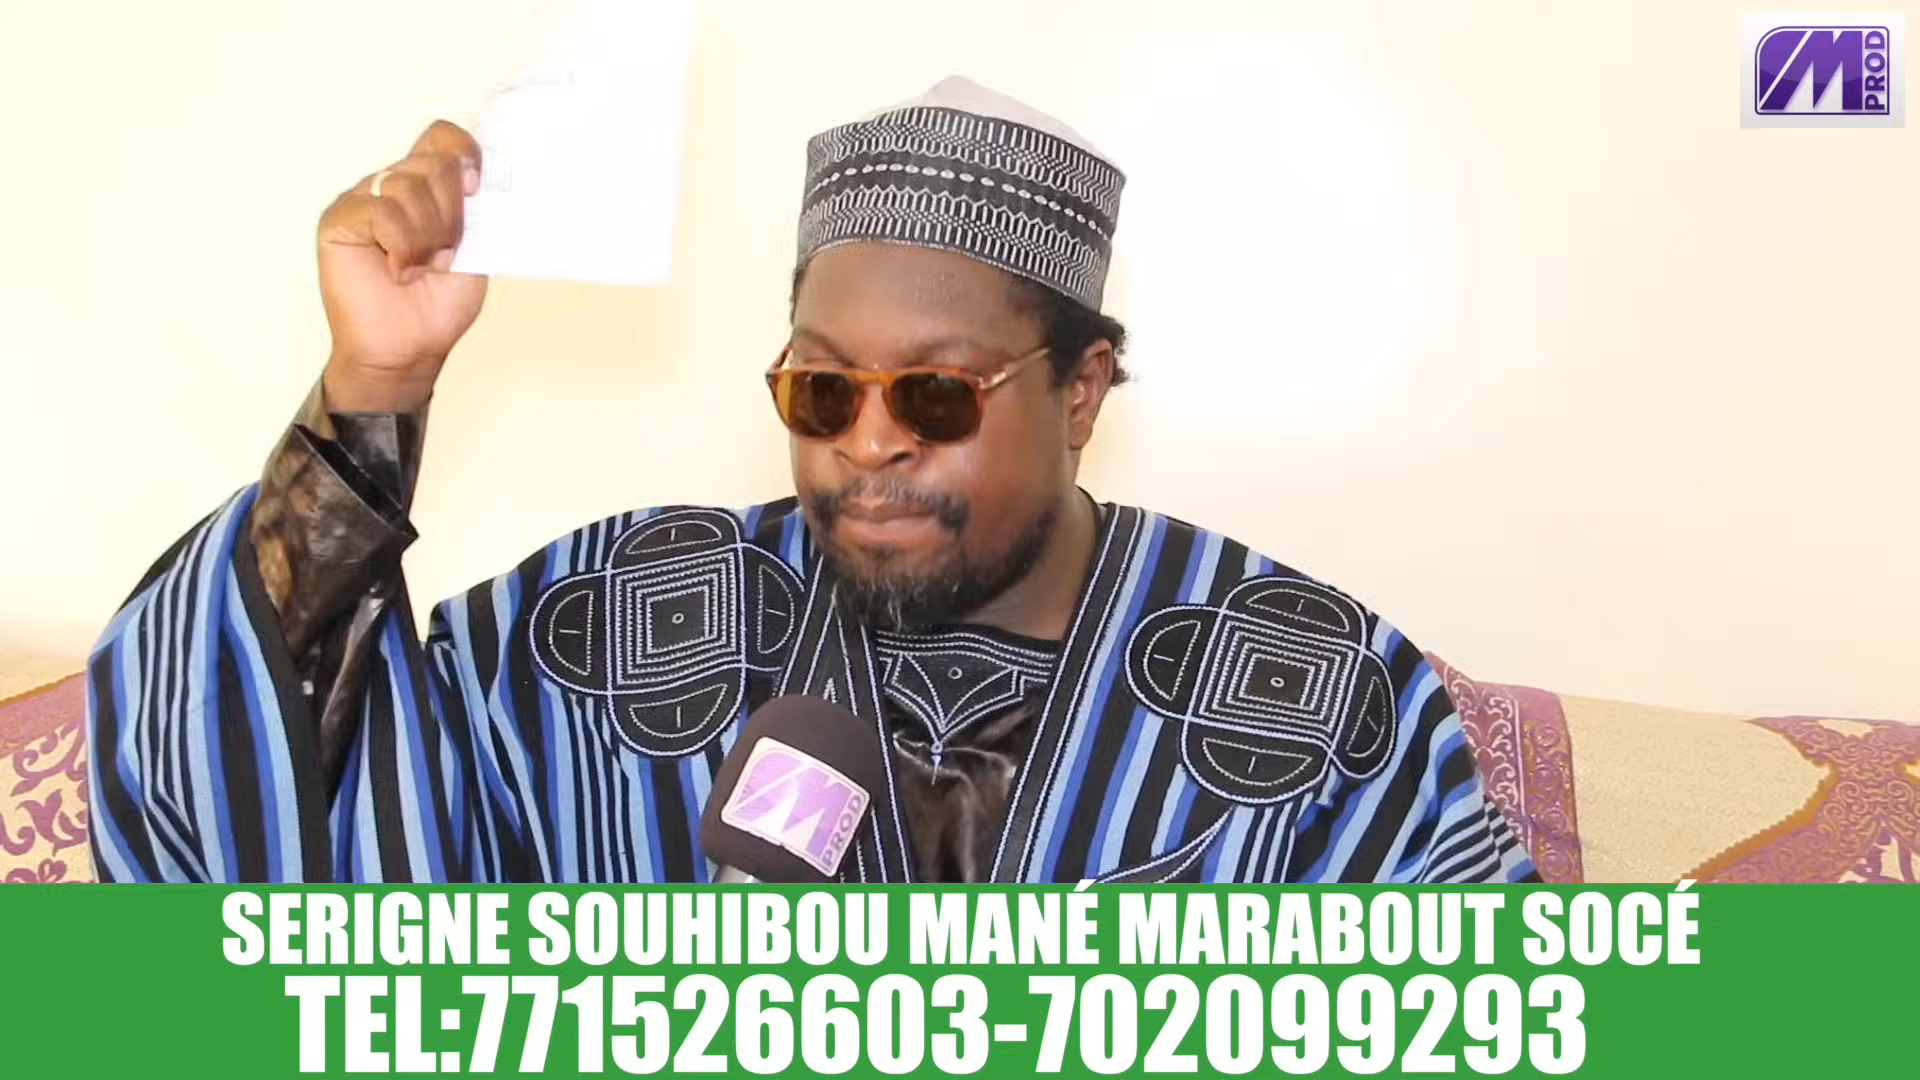 M PROD
M PROD
SERIGNE SOUHIBOU MANÉ MARABOUT SOCÉ
TEL:771526603-702099293